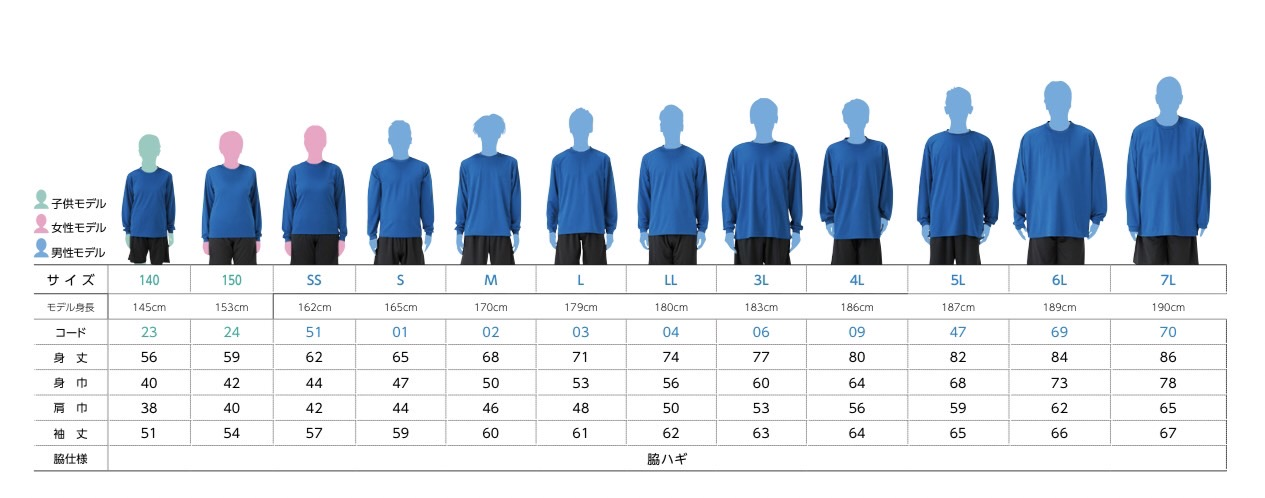 子供モデル
女性モデル
男性モデル
サイズ 140 150 SS S M L LL 3L 4L 5L 6L 7L
モデル身長 145cm 153cm 162cm 165cm 170cm 179cm 180cm 183cm 186cm 187cm 189cm 190cm
コード 23 24 51 01 02 03 04 06 09 47 69 70
身丈 56 59 62 65 68 71 74 77 80 82 84 86
身巾 40 42 44 47 50 53 56 60 64 68 73 78
肩巾 38 40 42 44 46 48 50 53 56 59 62 65
袖丈 51 54 57 59 60 61 62 63 64 65 66 67
脇仕様 脇ハギ